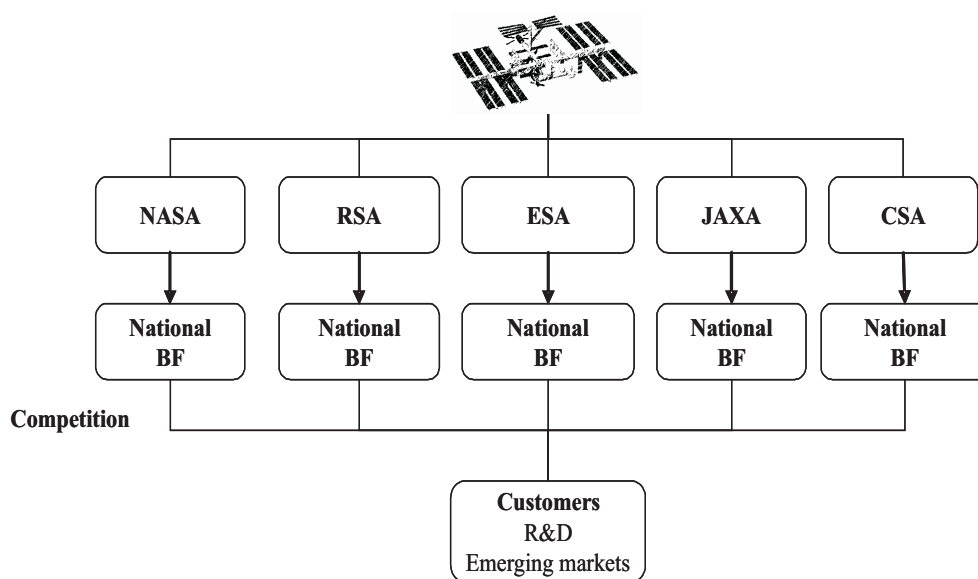 NASA
RSA
ESA
JAXA
CSA
National
BF
National
BF
National
BF
National
BF
National
BF
Competition
Customers
R&D
Emerging markets